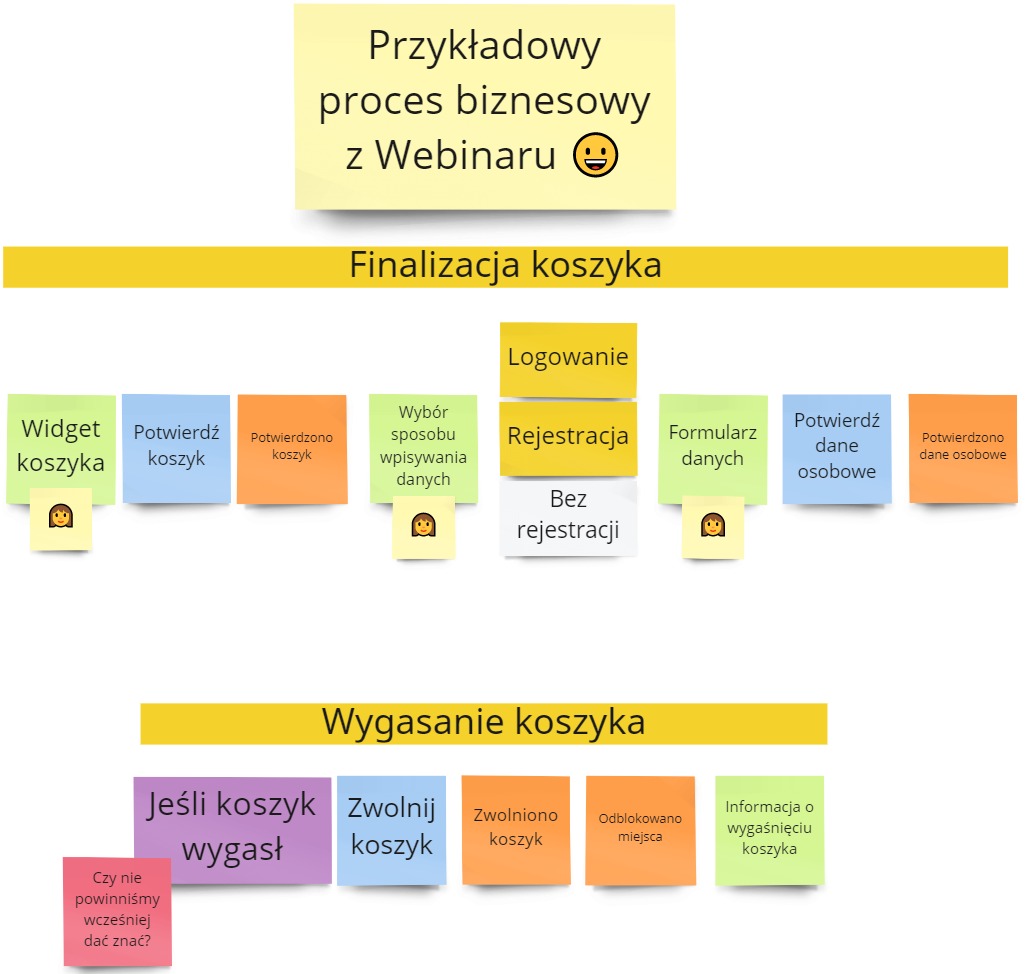 Przykładowy
proces biznesowy
z Webinaru 😀
Finalizacja koszyka
Widget
koszyka
Potwierdź
koszyk
Potwierdzono
koszyk
Wybór
sposobu
wpisywania
danych
Logowanie
Rejestracja
Bez
rejestracji
Formularz
danych
Potwierdź
dane
osobowe
Potwierdzono
dane osobowe
Wygasanie koszyka
Jeśli koszyk
wygasł
Zwolnij
koszyk
Zwolniono
koszyk
Odblokowano
miejsca
Informacja o
wygaśnięciu
koszyka
Czy nie
powinniśmy
wcześniej
dać znać?